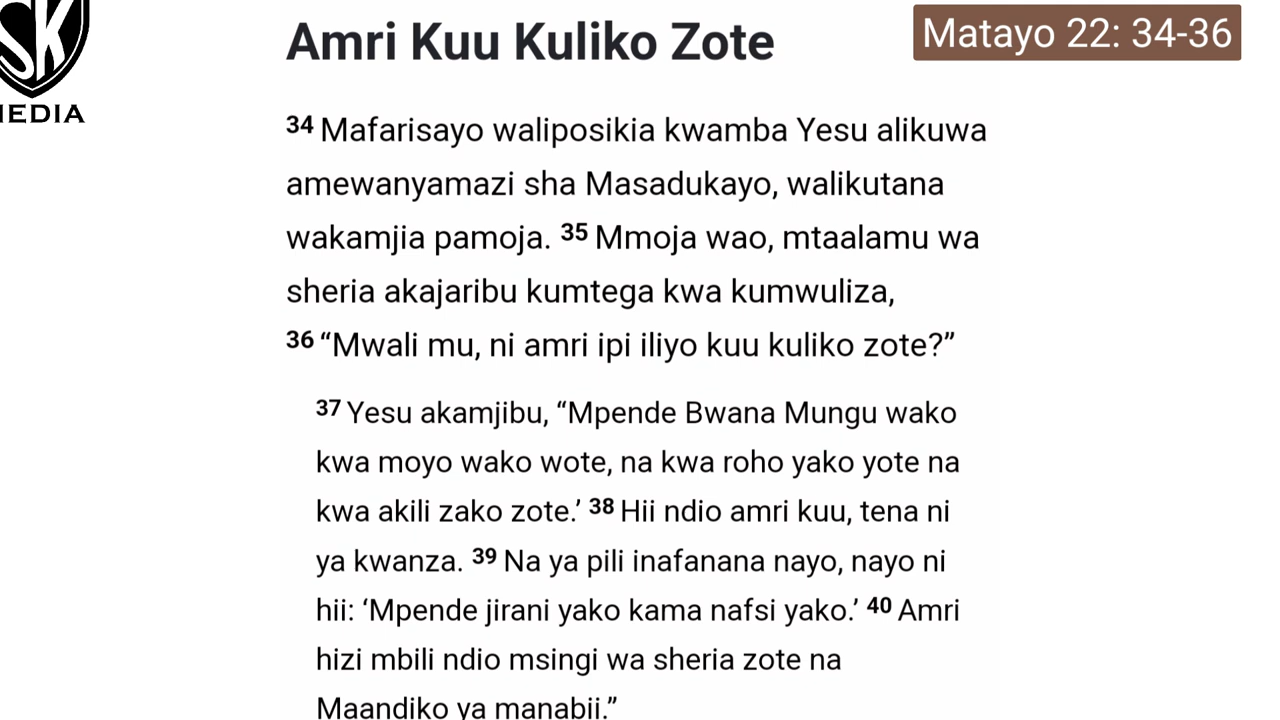 SK
MEDIA
Amri Kuu Kuliko Zote
Matayo 22: 34-36
34 Mafarisayo waliposikia kwamba Yesu alikuwa
amewanyamazi sha Masadukayo, walikutana
wakamjia pamoja. 35 Mmoja wao, mtaalamu wa
sheria akajaribu kumtega kwa kumwuliza,
36 “Mwali mu, ni amri ipi iliyo kuu kuliko zote?”
37 Yesu akamjibu, “Mpende Bwana Mungu wako
kwa moyo wako wote, na kwa roho yako yote na
kwa akili zako zote.’ 38 Hii ndio amri kuu, tena ni
ya kwanza. 39 Na ya pili inafanana nayo, nayo ni
hii: ‘Mpende jirani yako kama nafsi yako.’ 40 Amri
hizi mbili ndio msingi wa sheria zote na
Maandiko ya manabii.”